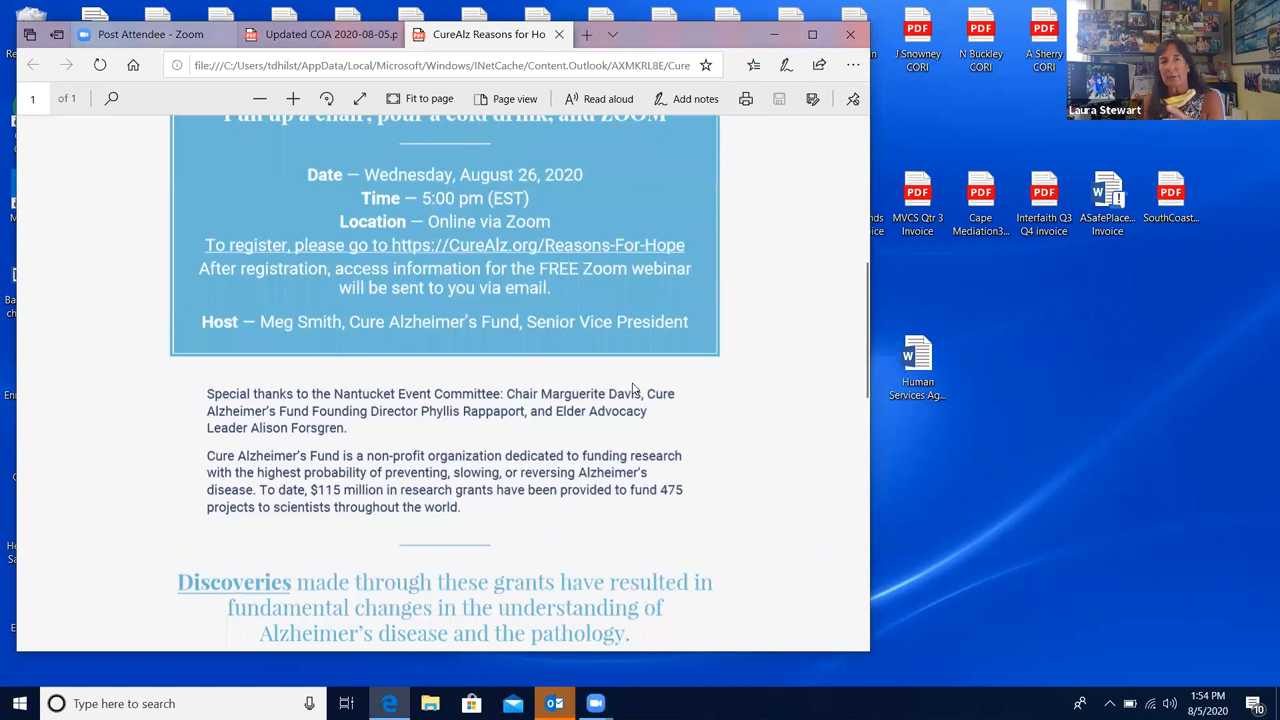 Post Attendee - Zoom
Updated COA 2020-08-05.p
CureAlz Reasons for Ho
file:///C:/Users/tdhilst/AppData/Local/Microsoft/Windows/INetCache/Content.Outlook/AXMKRL8E/Cure
1 of 1
Fit to page
Page view
Read aloud
Add notes
Pull up a chair, pour a cold drink, and ZOOM
Date — Wednesday, August 26, 2020
Time — 5:00 pm (EST)
Location — Online via Zoom
To register, please go to https://CureAlz.org/Reasons-For-Hope
After registration, access information for the FREE Zoom webinar
will be sent to you via email.
Host — Meg Smith, Cure Alzheimer's Fund, Senior Vice President
Special thanks to the Nantucket Event Committee: Chair Marguerite Davis, Cure
Alzheimer's Fund Founding Director Phyllis Rappaport, and Elder Advocacy
Leader Alison Forsgren.
Cure Alzheimer's Fund is a non-profit organization dedicated to funding research
with the highest probability of preventing, slowing, or reversing Alzheimer's
disease. To date, $115 million in research grants have been provided to fund 475
projects to scientists throughout the world.
Discoveries made through these grants have resulted in
fundamental changes in the understanding of
Alzheimer's disease and the pathology.
J Snowney
CORI
N Buckley
CORI
A Sherry
CORI
Laura Stewart
MVCS Qtr 3
Invoice
Cape
Mediation3...
Interfaith Q3
Q4 invoice
ASafePlace...
Invoice
SouthCoast...
Human
Services Ag...
Type here to search
1:54 PM
8/5/2020
10